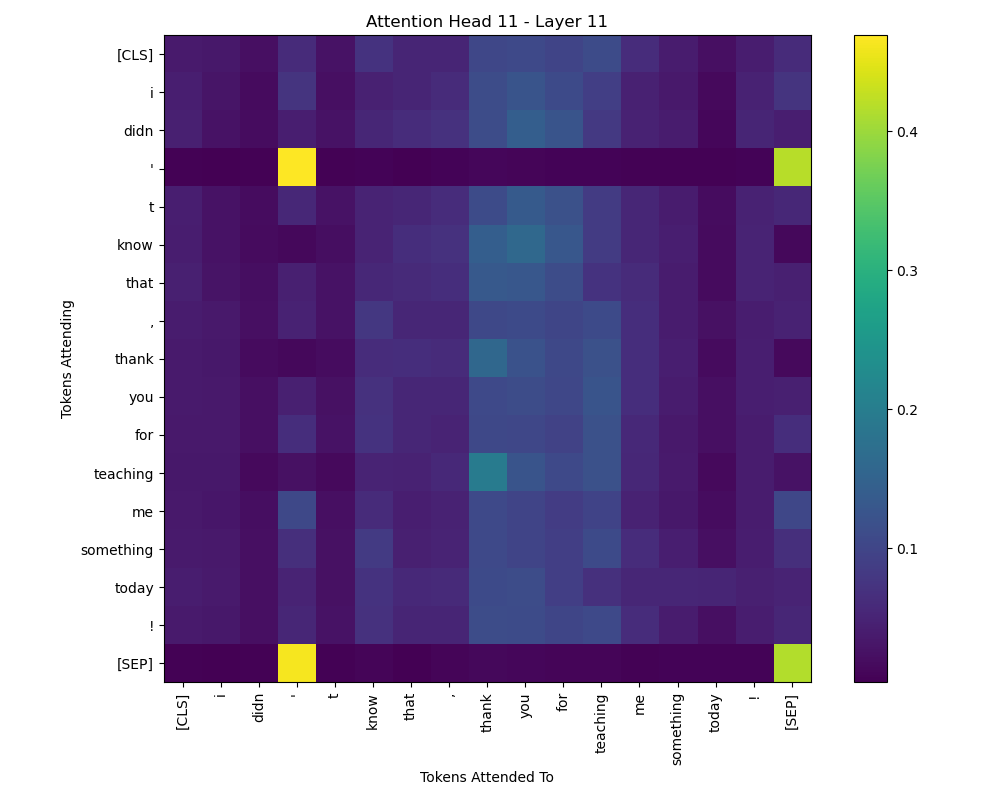 Attention Head 11 - Layer 11
[CLS]
i
didn
'
t
know
that
,
thank
you
for
teaching
me
something
today
!
[SEP]
Tokens Attending
[CLS]
i
didn
'
t
know
that
,
thank
you
for
teaching
me
something
today
!
[SEP]
Tokens Attended To
0.4
0.3
0.2
0.1